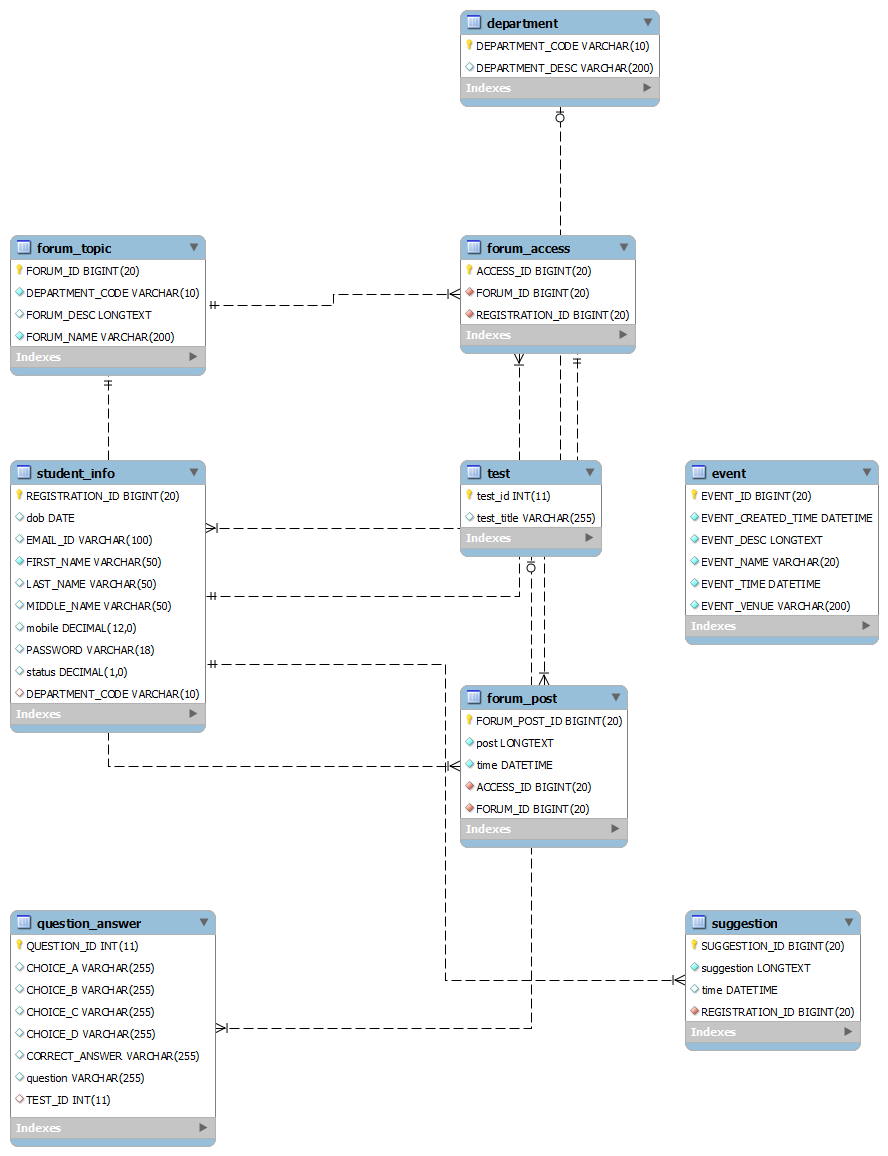 department
DEPARTMENT_CODE VARCHAR(10)
DEPARTMENT_DESC VARCHAR(200)
Indexes
forum_topic
FORUM_ID BIGINT(20)
DEPARTMENT_CODE VARCHAR(10)
FORUM_DESC LONGTEXT
FORUM_NAME VARCHAR(200)
Indexes
forum_access
ACCESS_ID BIGINT(20)
FORUM_ID BIGINT(20)
REGISTRATION_ID BIGINT(20)
Indexes
student_info
REGISTRATION_ID BIGINT(20)
dob DATE
EMAIL_ID VARCHAR(100)
FIRST_NAME VARCHAR(50)
LAST_NAME VARCHAR(50)
MIDDLE_NAME VARCHAR(50)
mobile DECIMAL(12,0)
PASSWORD VARCHAR(18)
status DECIMAL(1,0)
DEPARTMENT_CODE VARCHAR(10)
Indexes
test
test_id INT(11)
test_title VARCHAR(255)
Indexes
event
EVENT_ID BIGINT(20)
EVENT_CREATED_TIME DATETIME
EVENT_DESC LONGTEXT
EVENT_NAME VARCHAR(20)
EVENT_TIME DATETIME
EVENT_VENUE VARCHAR(200)
Indexes
forum_post
FORUM_POST_ID BIGINT(20)
post LONGTEXT
time DATETIME
ACCESS_ID BIGINT(20)
FORUM_ID BIGINT(20)
Indexes
question_answer
QUESTION_ID INT(11)
CHOICE_A VARCHAR(255)
CHOICE_B VARCHAR(255)
CHOICE_C VARCHAR(255)
CHOICE_D VARCHAR(255)
CORRECT_ANSWER VARCHAR(255)
question VARCHAR(255)
TEST_ID INT(11)
Indexes
suggestion
SUGGESTION_ID BIGINT(20)
suggestion LONGTEXT
time DATETIME
REGISTRATION_ID BIGINT(20)
Indexes